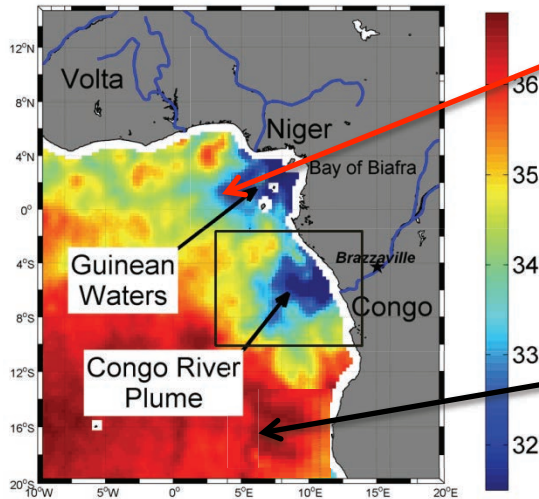 12°N
8°N
4°N
0°
4°S
8°S
12°S
16°S
20°S
10°W
5°W
0°
5°E
10°E
15°E
20°E
Volta
Niger
Bay of Biafra
Brazzaville
Congo
Guinean
Waters
Congo River
Plume
36
35
34
33
32